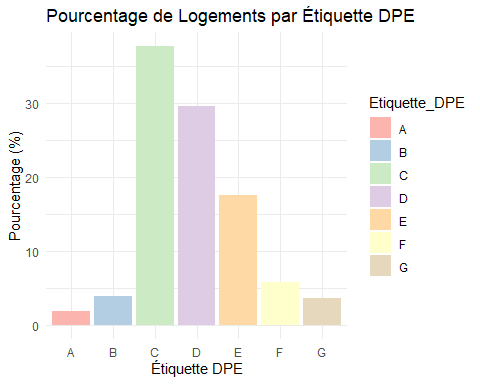 Pourcentage de Logements par Étiquette DPE
Pourcentage (%)
30
20
10
0
A B C D E F G
Étiquette DPE
Etiquette_DPE
A
B
C
D
E
F
G